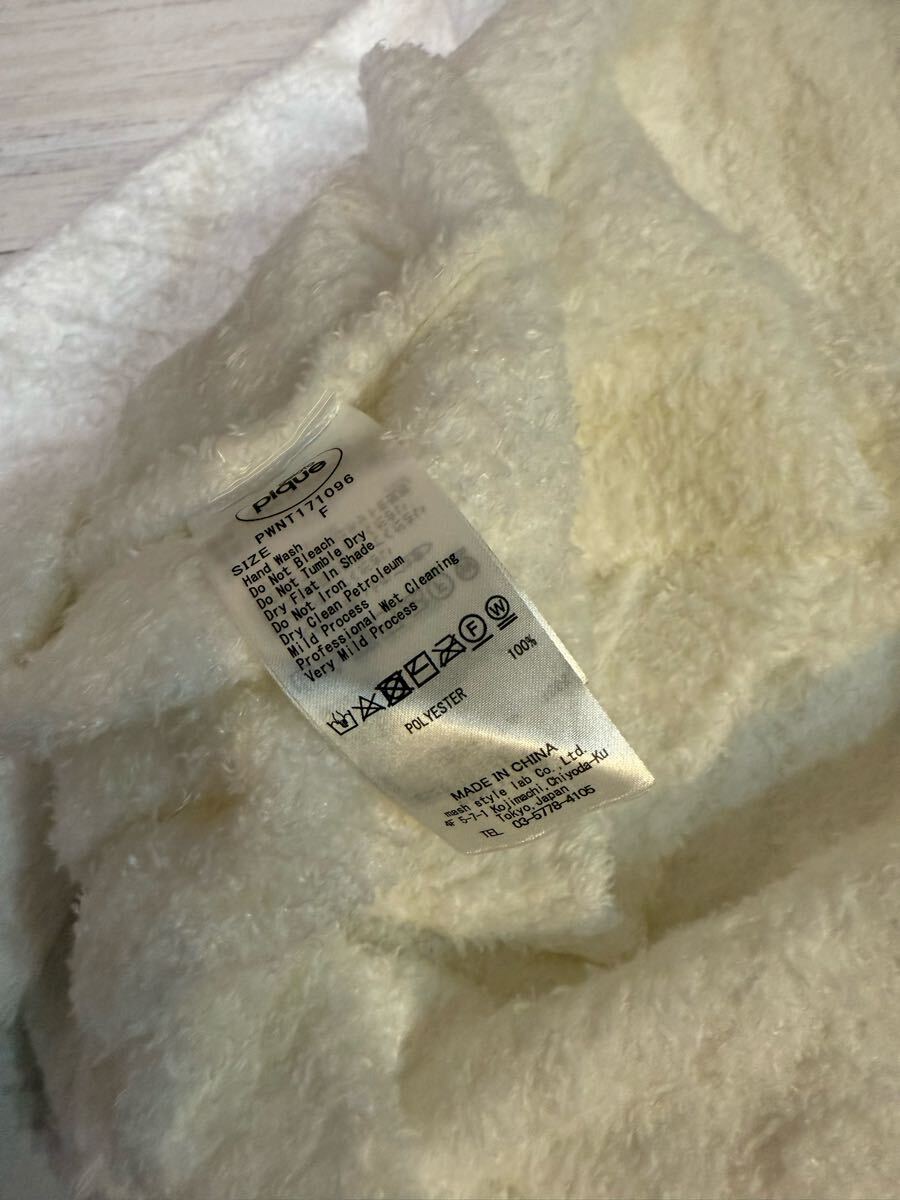 piqué
PWNT171096
SIZE F
Hand Wash
Do Not Bleach
Do Not Tumble Dry
Dry Flat In Shade
Do Not Iron
Dry Clean Petroleum
Mild Process
Professional Wet Cleaning
Very Mild Process
F W
POLYESTER 100%
MADE IN CHINA
mash style lab Co.,Ltd.
4F 5-7-1 Kojimachi,Chiyoda-Ku
Tokyo,Japan
TEL 03-5778-4105